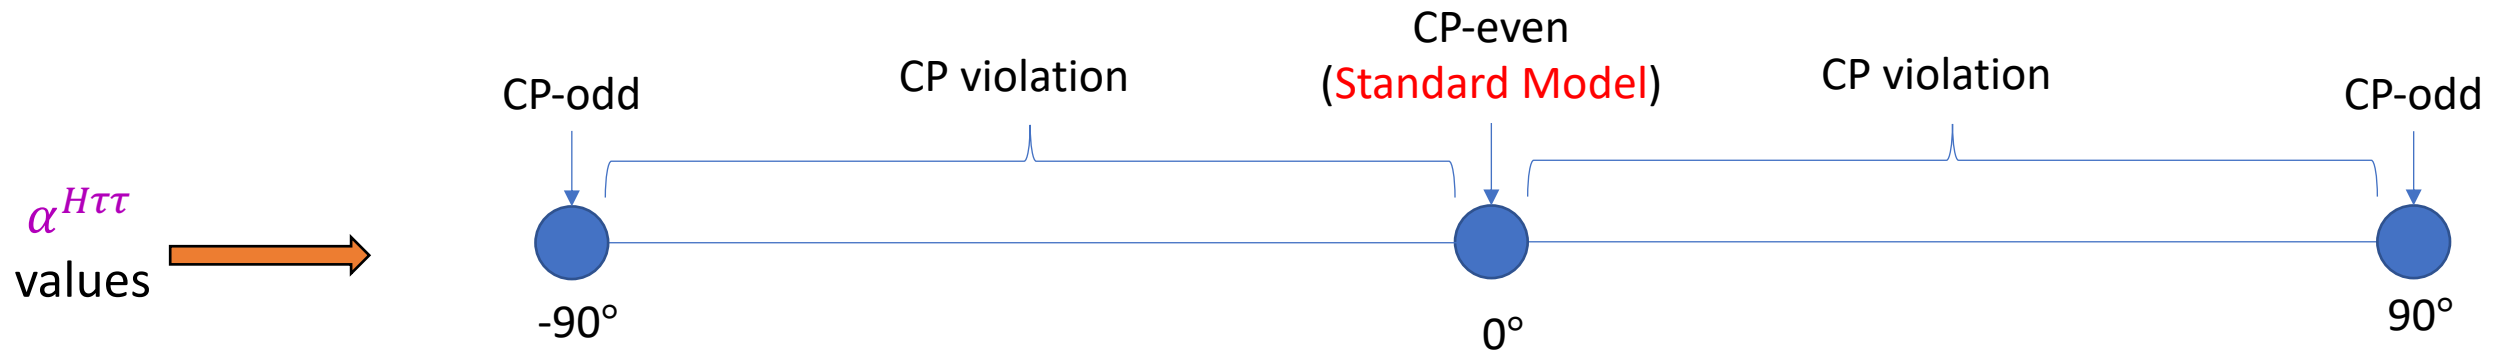 CP-even
CP-odd
CP violation
(Standard Model)
CP violation
CP-odd
α^Hττ
values
-90°
0°
90°